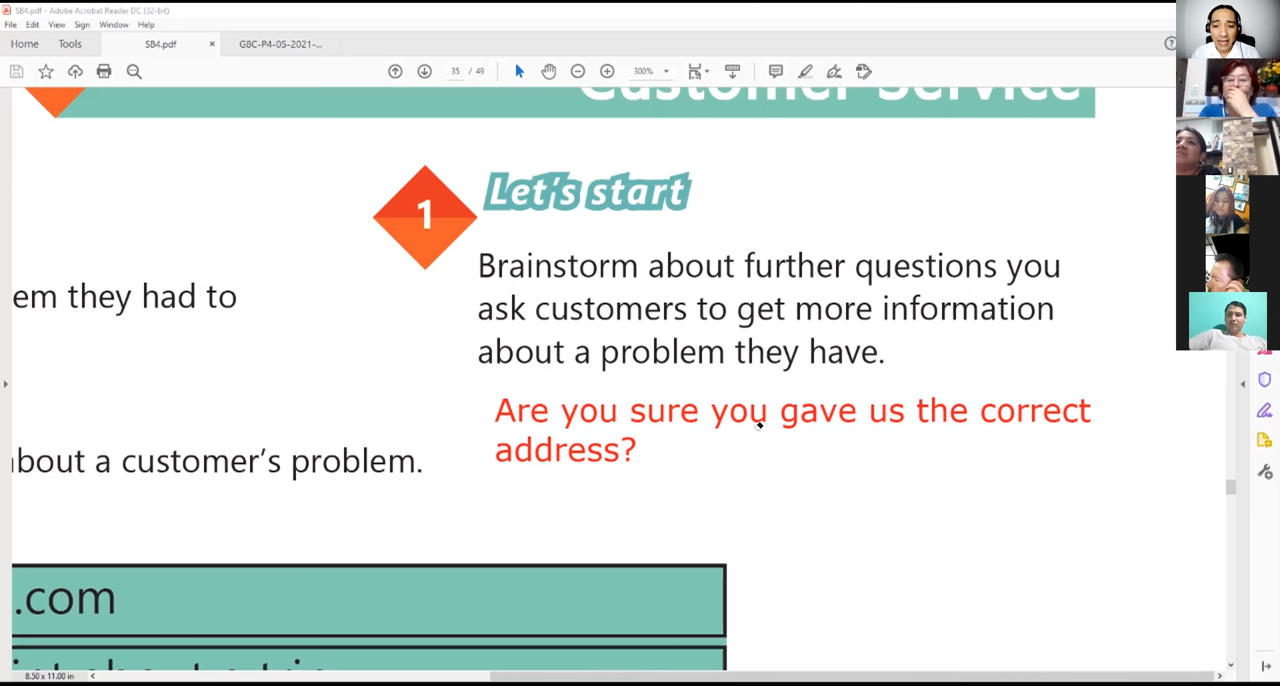 SB4.pdf - Adobe Acrobat Reader DC (32-bit)
File Edit View Sign Window Help
Home Tools SB4.pdf × GBC-P4-05-2021-...
35 / 49 300%
Customer Service
1 Let's start
Brainstorm about further questions you
em they had to
ask customers to get more information
about a problem they have.
Are you sure you gave us the correct
address?
about a customer's problem.
.com
8.50 x 11.00 in